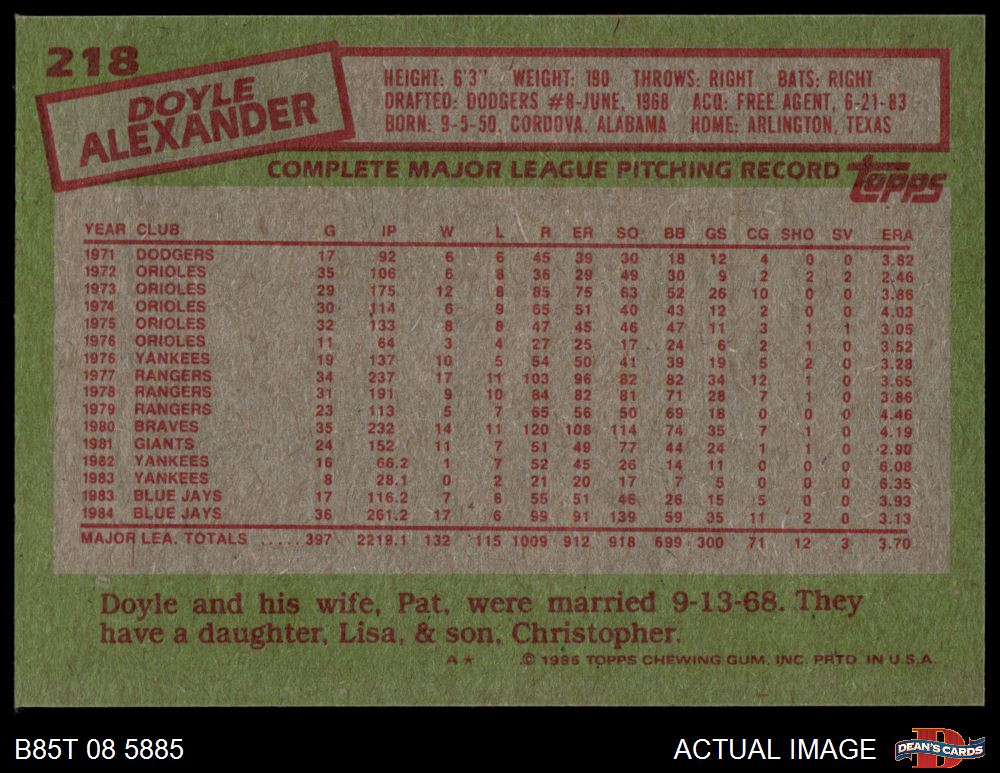 218
DOYLE
ALEXANDER
HEIGHT: 6'3" WEIGHT: 190 THROWS: RIGHT BATS: RIGHT
DRAFTED: DODGERS #8-JUNE, 1968 ACQ: FREE AGENT, 6-21-83
BORN: 9-5-50, CORDOVA, ALABAMA HOME: ARLINGTON, TEXAS
COMPLETE MAJOR LEAGUE PITCHING RECORD topps
YEAR CLUB G IP W L R ER SO BB GS CG SHO SV ERA
1971 DODGERS 17 92 6 6 45 39 30 18 12 4 0 0 3.82
1972 ORIOLES 35 106 6 8 36 29 49 30 9 2 2 2 2.46
1973 ORIOLES 29 175 12 8 85 75 63 52 26 10 0 0 3.86
1974 ORIOLES 30 114 6 9 65 51 40 43 12 2 0 0 4.03
1975 ORIOLES 32 133 8 8 47 45 46 47 11 3 1 1 3.05
1976 ORIOLES 11 64 3 4 27 25 17 24 6 2 1 0 3.52
1976 YANKEES 19 137 10 5 54 50 41 39 19 5 2 0 3.28
1977 RANGERS 34 237 17 11 103 96 82 82 34 12 1 0 3.65
1978 RANGERS 31 191 9 10 84 82 81 71 28 7 1 0 3.86
1979 RANGERS 23 113 5 7 65 56 50 69 18 0 0 0 4.46
1980 BRAVES 35 232 14 11 120 108 114 74 35 7 1 0 4.19
1981 GIANTS 24 152 11 7 51 49 77 44 24 1 1 0 2.90
1982 YANKEES 16 66.2 1 7 52 45 26 14 11 0 0 0 6.08
1983 YANKEES 8 28.1 0 2 21 20 17 7 5 0 0 0 6.35
1983 BLUE JAYS 17 116.2 7 8 55 51 46 26 15 5 0 0 3.93
1984 BLUE JAYS 36 261.2 17 6 99 91 139 59 35 11 2 0 3.13
MAJOR LEA. TOTALS ..... 397 2219.1 132 115 1009 912 918 699 300 71 12 3 3.70
Doyle and his wife, Pat, were married 9-13-68. They
have a daughter, Lisa, & son, Christopher.
A★ © 1985 TOPPS CHEWING GUM, INC. PRTD. IN U.S.A.
B85T 08 5885 ACTUAL IMAGE D DEAN'S CARDS